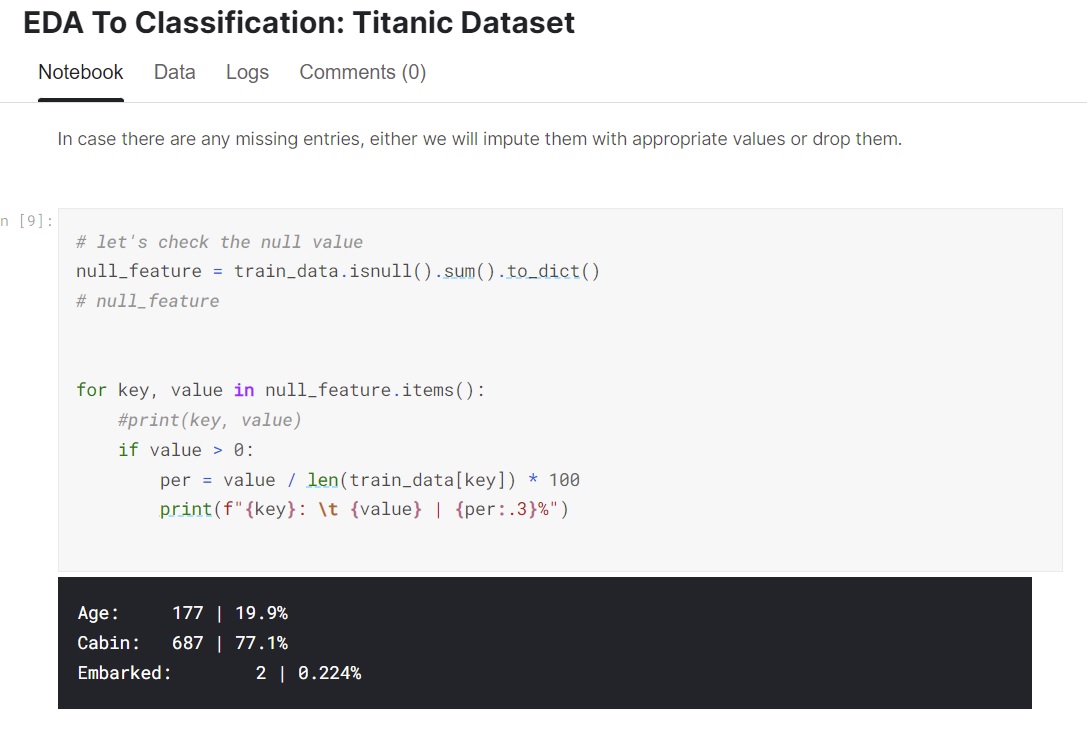 EDA To Classification: Titanic Dataset
Notebook Data Logs Comments (0)
In case there are any missing entries, either we will impute them with appropriate values or drop them.
n [9]:
# let's check the null value
null_feature = train_data.isnull().sum().to_dict()
# null_feature
for key, value in null_feature.items():
    #print(key, value)
    if value > 0:
        per = value / len(train_data[key]) * 100
        print(f"{key}: \t {value} | {per:.3}%")
Age: 177 | 19.9%
Cabin: 687 | 77.1%
Embarked: 2 | 0.224%